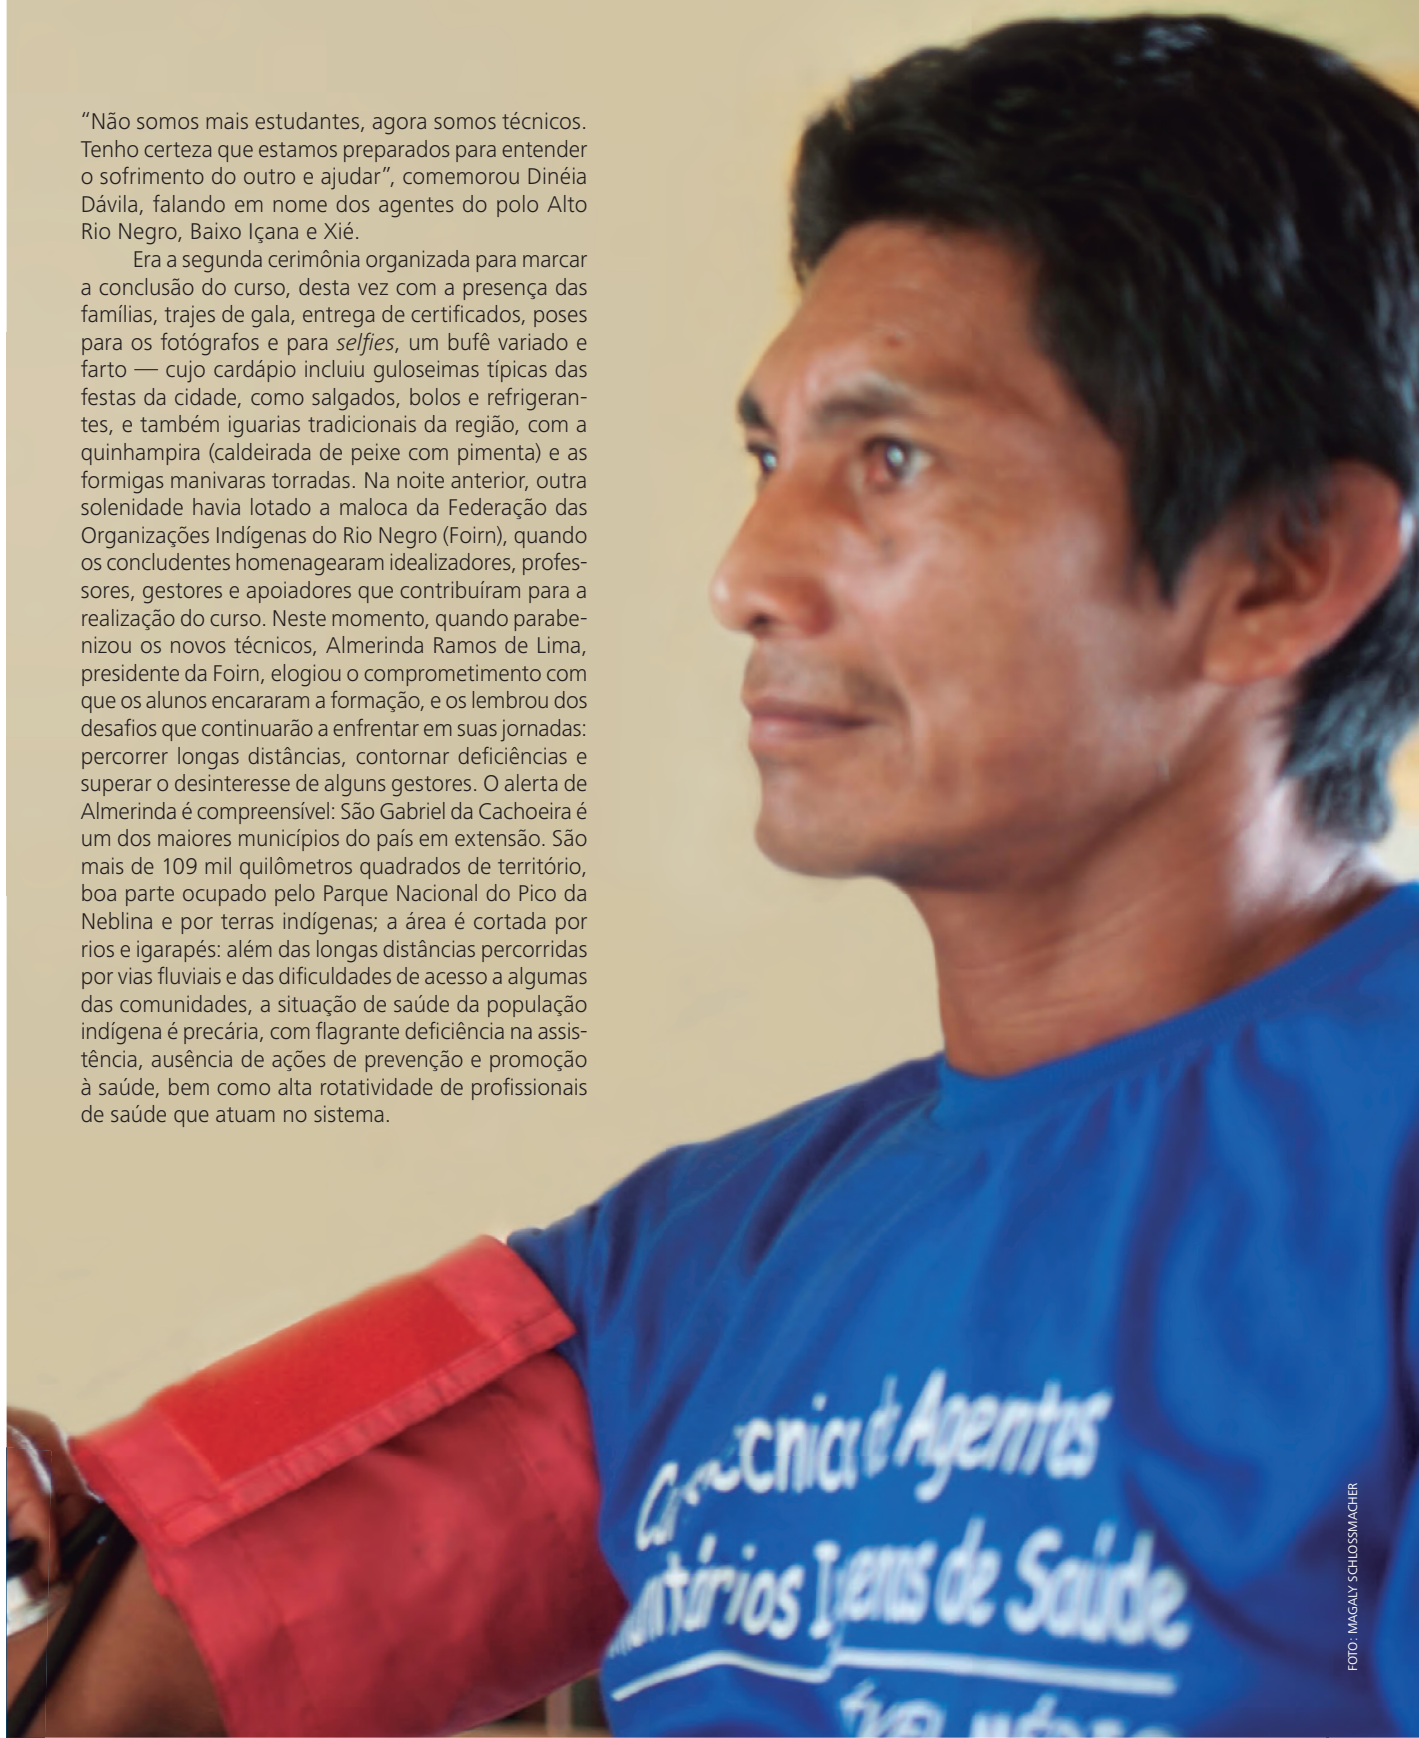 “Não somos mais estudantes, agora somos técnicos.
Tenho certeza que estamos preparados para entender
o sofrimento do outro e ajudar”, comemorou Dinéia
Dávila, falando em nome dos agentes do polo Alto
Rio Negro, Baixo Içana e Xié.
Era a segunda cerimônia organizada para marcar
a conclusão do curso, desta vez com a presença das
famílias, trajes de gala, entrega de certificados, poses
para os fotógrafos e para selfies, um bufê variado e
farto — cujo cardápio incluiu guloseimas típicas das
festas da cidade, como salgados, bolos e refrigeran-
tes, e também iguarias tradicionais da região, com a
quinhampira (caldeirada de peixe com pimenta) e as
formigas manivaras torradas. Na noite anterior, outra
solenidade havia lotado a maloca da Federação das
Organizações Indígenas do Rio Negro (Foirn), quando
os concludentes homenagearam idealizadores, profes-
sores, gestores e apoiadores que contribuíram para a
realização do curso. Neste momento, quando parabe-
nizou os novos técnicos, Almerinda Ramos de Lima,
presidente da Foirn, elogiou o comprometimento com
que os alunos encararam a formação, e os lembrou dos
desafios que continuarão a enfrentar em suas jornadas:
percorrer longas distâncias, contornar deficiências e
superar o desinteresse de alguns gestores. O alerta de
Almerinda é compreensível: São Gabriel da Cachoeira é
um dos maiores municípios do país em extensão. São
mais de 109 mil quilômetros quadrados de território,
boa parte ocupado pelo Parque Nacional do Pico da
Neblina e por terras indígenas; a área é cortada por
rios e igarapés: além das longas distâncias percorridas
por vias fluviais e das dificuldades de acesso a algumas
das comunidades, a situação de saúde da população
indígena é precária, com flagrante deficiência na assis-
tência, ausência de ações de prevenção e promoção
à saúde, bem como alta rotatividade de profissionais
de saúde que atuam no sistema.
de Agentes
de Saúde
FOTO: MAGALY SCHLOSSMACHER